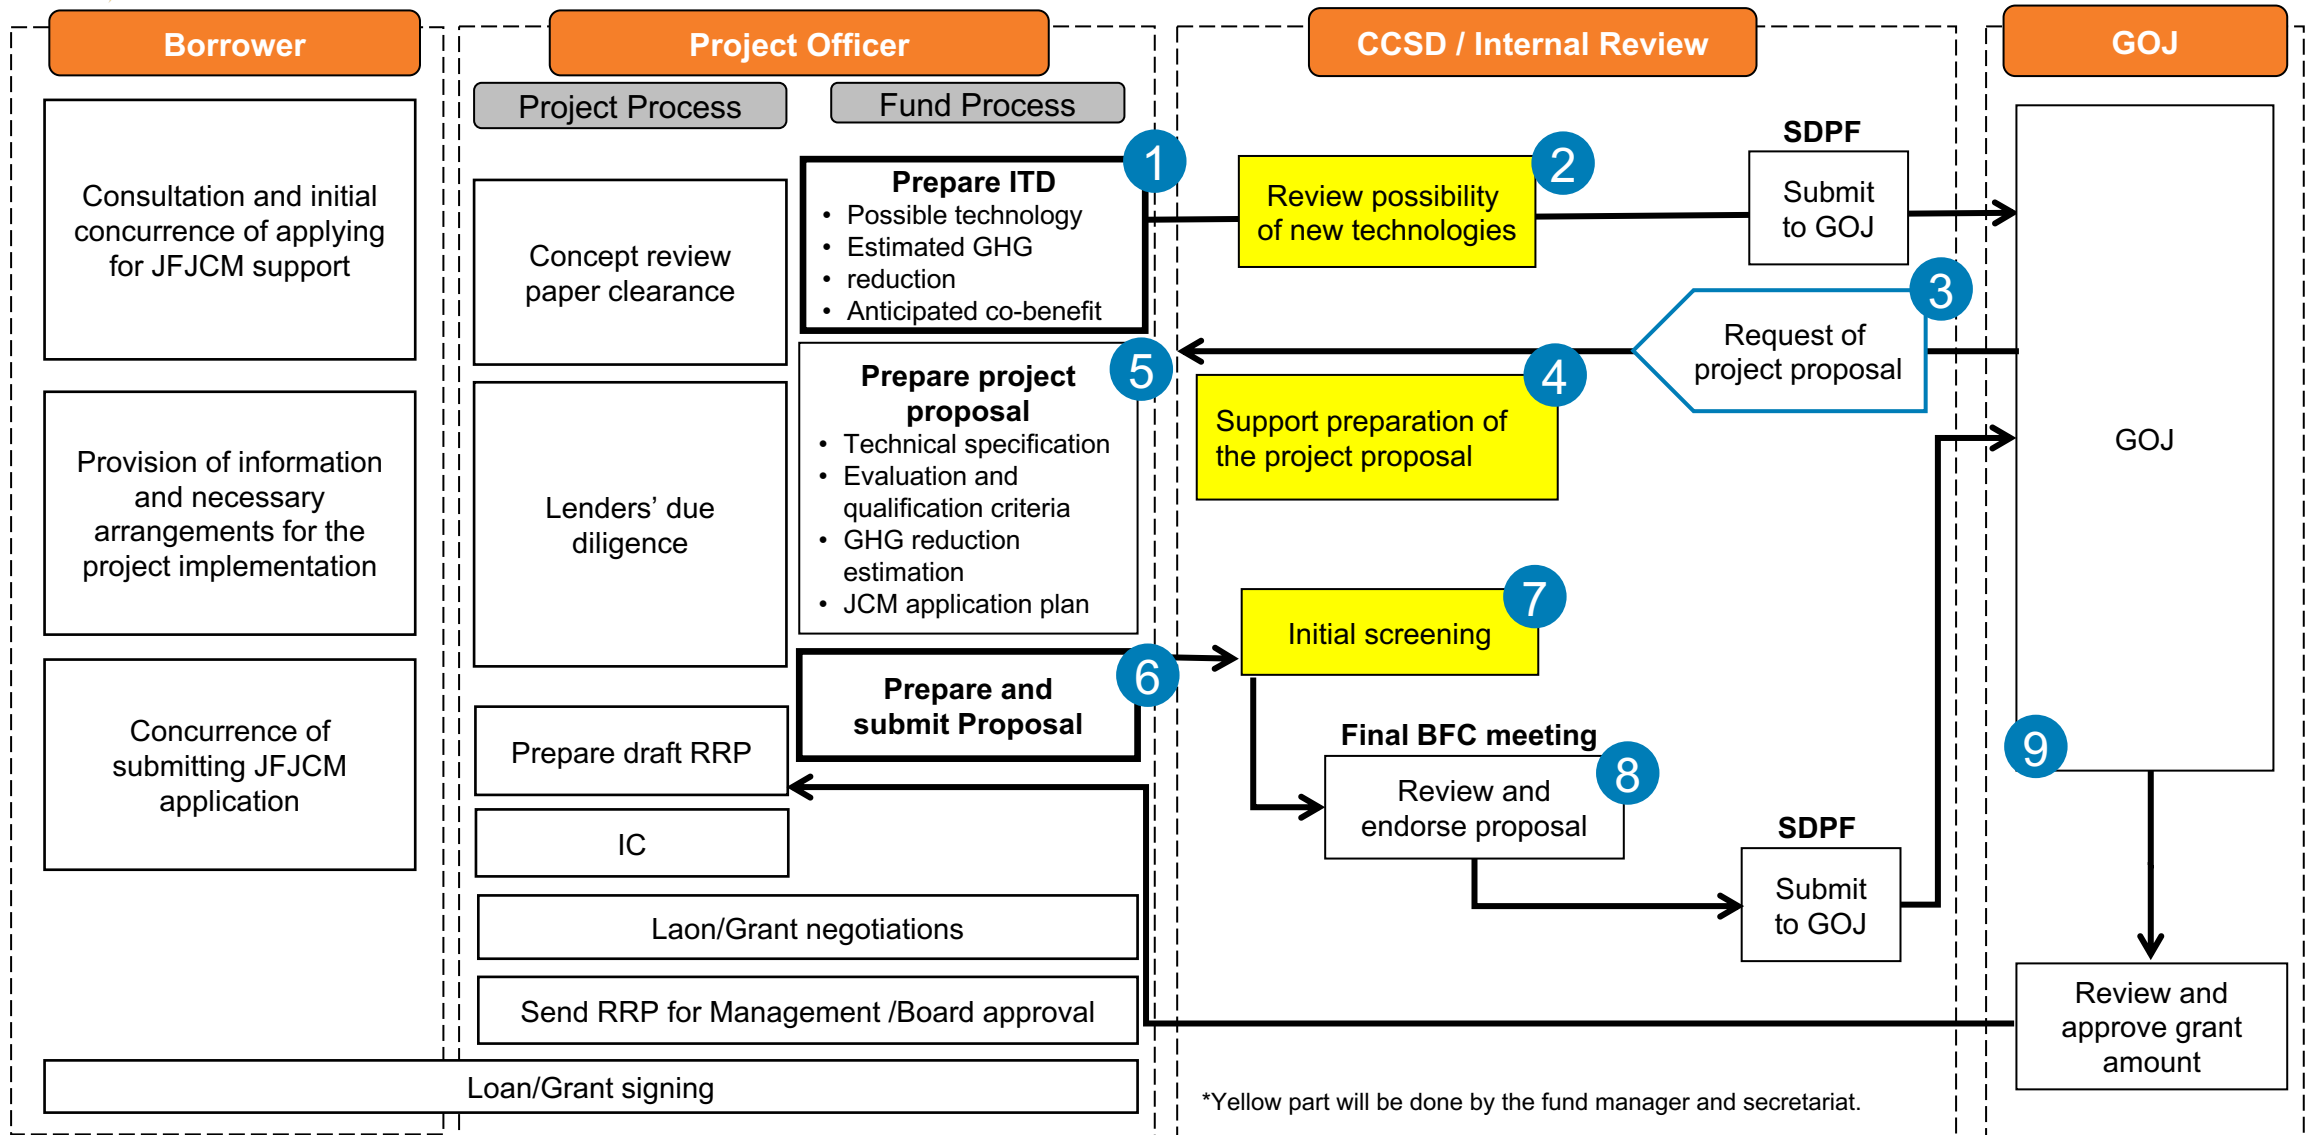 Borrower
Project Officer
CCSD / Internal Review
GOJ
Project Process
Fund Process
Consultation and initial
concurrence of applying
for JFJCM support
Provision of information
and necessary
arrangements for the
project implementation
Concurrence of
submitting JFJCM
application
Concept review
paper clearance
Lenders’ due
diligence
Prepare draft RRP
IC
Laon/Grant negotiations
Send RRP for Management /Board approval
Loan/Grant signing
1
Prepare ITD
• Possible technology
• Estimated GHG
• reduction
• Anticipated co-benefit
5
Prepare project
proposal
• Technical specification
• Evaluation and
qualification criteria
• GHG reduction
estimation
• JCM application plan
6
Prepare and
submit Proposal
2
Review possibility
of new technologies
SDPF
Submit
to GOJ
3
Request of
project proposal
4
Support preparation of
the project proposal
7
Initial screening
Final BFC meeting
8
Review and
endorse proposal
SDPF
Submit
to GOJ
GOJ
9
Review and
approve grant
amount
*Yellow part will be done by the fund manager and secretariat.